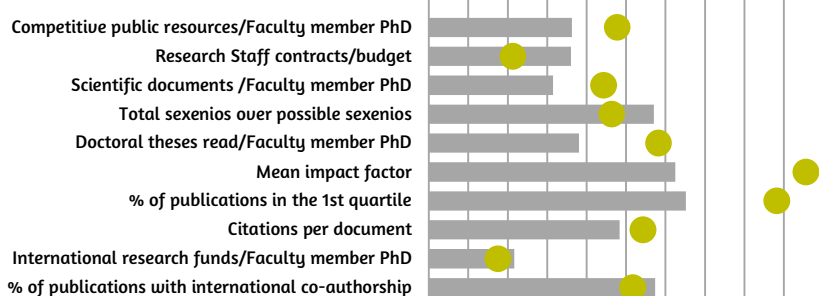 Competitive public resources/Faculty member PhD
Research Staff contracts/budget
Scientific documents /Faculty member PhD
Total sexenios over possible sexenios
Doctoral theses read/Faculty member PhD
Mean impact factor
% of publications in the 1st quartile
Citations per document
International research funds/Faculty member PhD
% of publications with international co-authorship